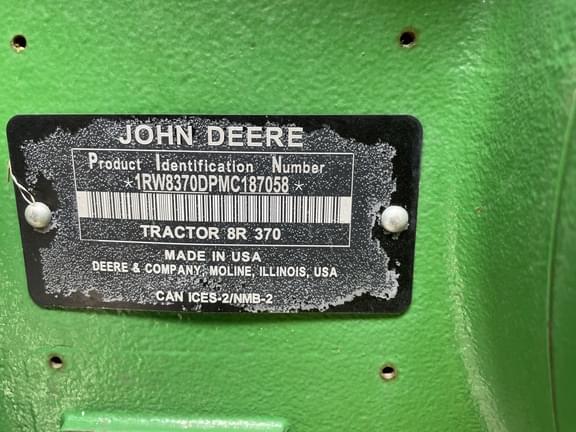 JOHN DEERE
Product Identification Number
*1RW8370DPMC187058*
TRACTOR 8R 370
MADE IN USA
DEERE & COMPANY, MOLINE, ILLINOIS, USA
CAN ICES-2/NMB-2